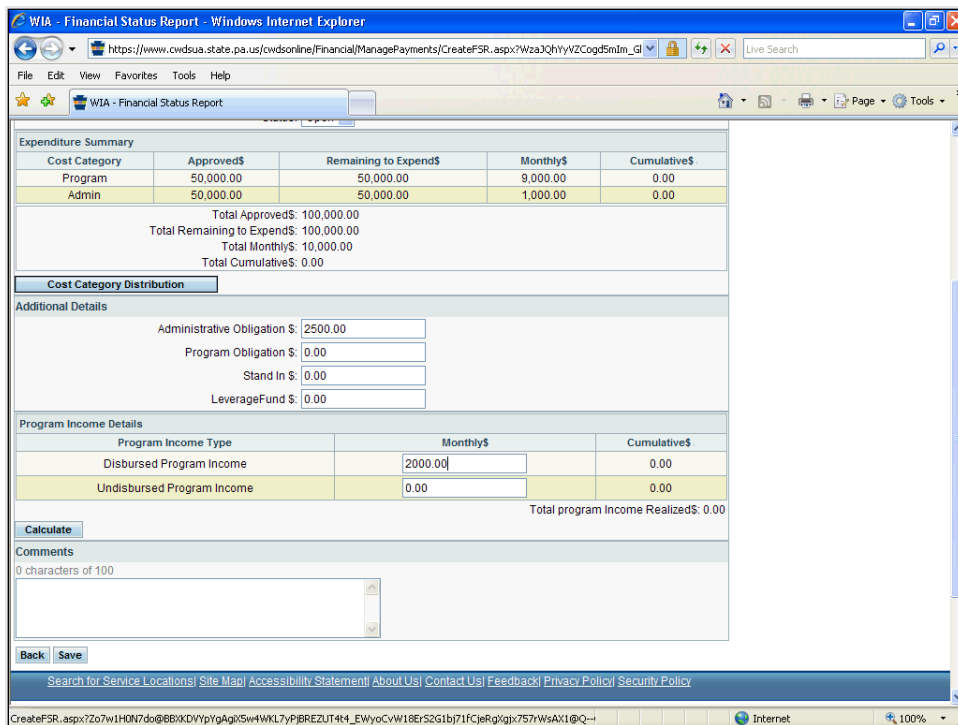 WIA - Financial Status Report - Windows Internet Explorer
https://www.cwdsua.state.pa.us/cwdsonline/Financial/ManagePayments/CreateFSR.aspx?WzaJQhYyVZCogd5mIm_Gl
Live Search
File Edit View Favorites Tools Help
WIA - Financial Status Report
Page Tools
Status: Open
Expenditure Summary
Cost Category Approved$ Remaining to Expend$ Monthly$ Cumulative$
Program 50,000.00 50,000.00 9,000.00 0.00
Admin 50,000.00 50,000.00 1,000.00 0.00
Total Approved$: 100,000.00
Total Remaining to Expend$: 100,000.00
Total Monthly$: 10,000.00
Total Cumulative$: 0.00
Cost Category Distribution
Additional Details
Administrative Obligation $: 2500.00
Program Obligation $: 0.00
Stand In $: 0.00
LeverageFund $: 0.00
Program Income Details
Program Income Type Monthly$ Cumulative$
Disbursed Program Income 2000.00 0.00
Undisbursed Program Income 0.00 0.00
Total program Income Realized$: 0.00
Calculate
Comments
0 characters of 100
Back Save
Search for Service Locations| Site Map| Accessibility Statement| About Us| Contact Us| Feedback| Privacy Policy| Security Policy
Internet 100%